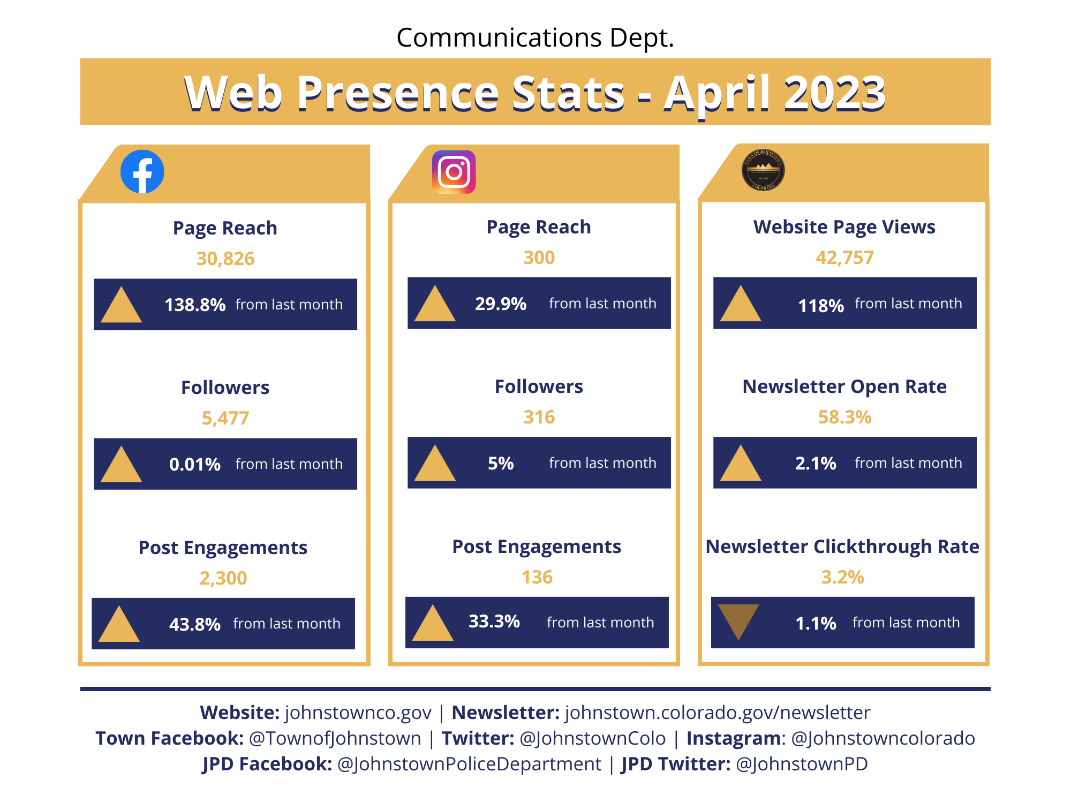 Communications Dept.
Web Presence Stats - April 2023
Page Reach
30,826
138.8% from last month
Followers
5,477
0.01% from last month
Post Engagements
2,300
43.8% from last month
Page Reach
300
29.9% from last month
Followers
316
5% from last month
Post Engagements
136
33.3% from last month
Website Page Views
42,757
118% from last month
Newsletter Open Rate
58.3%
2.1% from last month
Newsletter Clickthrough Rate
3.2%
1.1% from last month
Website: johnstownco.gov | Newsletter: johnstown.colorado.gov/newsletter
Town Facebook: @TownofJohnstown | Twitter: @JohnstownColo | Instagram: @Johnstowncolorado
JPD Facebook: @JohnstownPoliceDepartment | JPD Twitter: @JohnstownPD